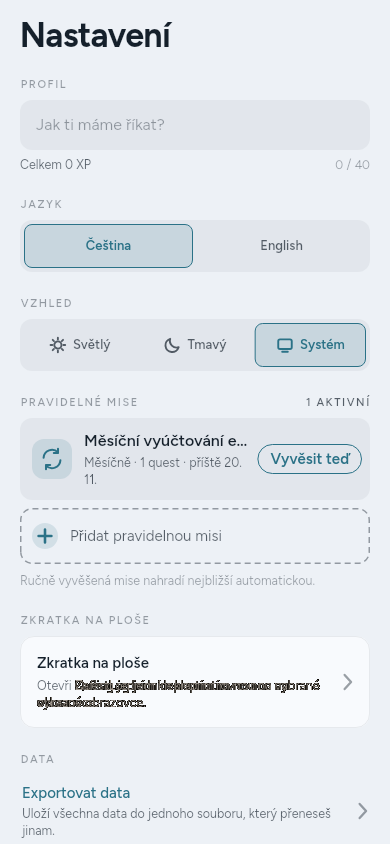 Nastavení
PROFIL
Jak ti máme říkat?
Celkem 0 XP
0 / 40
JAZYK
Čeština
English
VZHLED
Světlý
Tmavý
Systém
PRAVIDELNÉ MISE
1 AKTIVNÍ
Měsíční vyúčtování e…
Měsíčně · 1 quest · příště 20.
11.
Vyvěsit teď
Přidat pravidelnou misi
Ručně vyvěšená mise nahradí nejbližší automatickou.
ZKRATKA NA PLOŠE
Zkratka na ploše
Otevři
DATA
Exportovat data
Uloží všechna data do jednoho souboru, který přeneseš
jinam.